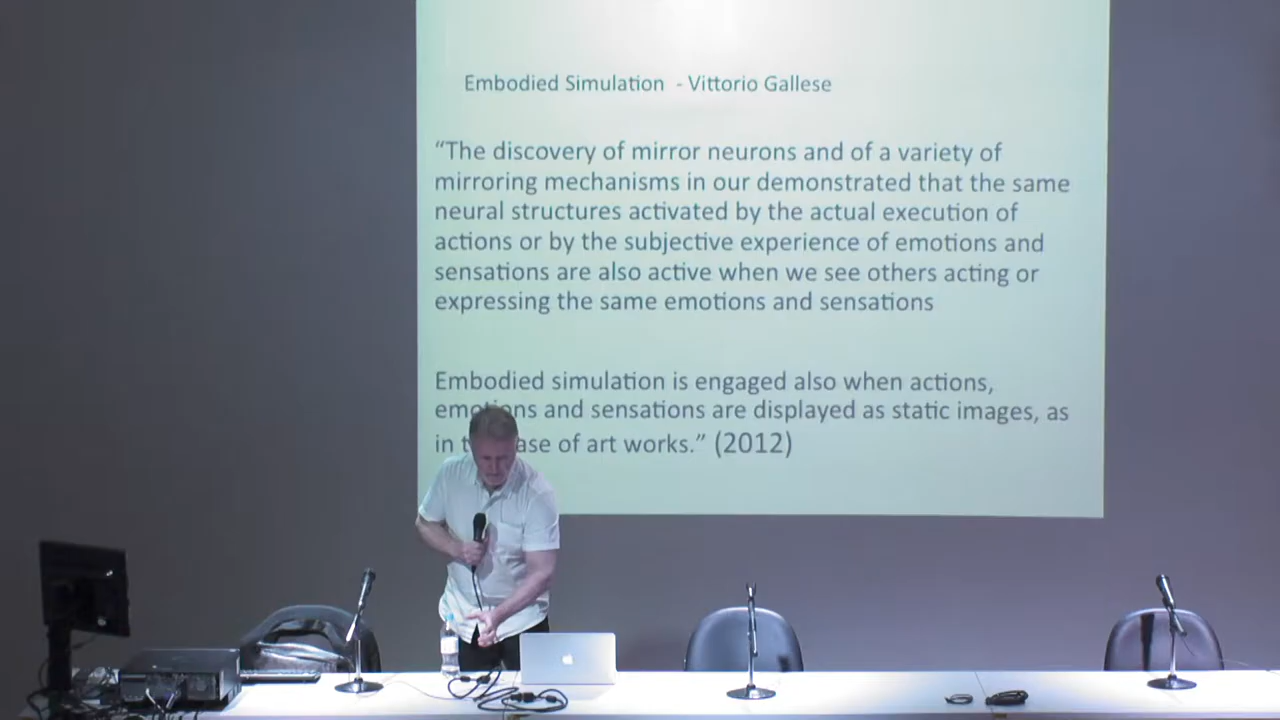 Embodied Simulation - Vittorio Gallese
“The discovery of mirror neurons and of a variety of
mirroring mechanisms in our demonstrated that the same
neural structures activated by the actual execution of
actions or by the subjective experience of emotions and
sensations are also active when we see others acting or
expressing the same emotions and sensations
Embodied simulation is engaged also when actions,
emotions and sensations are displayed as static images, as
in of art works.” (2012)